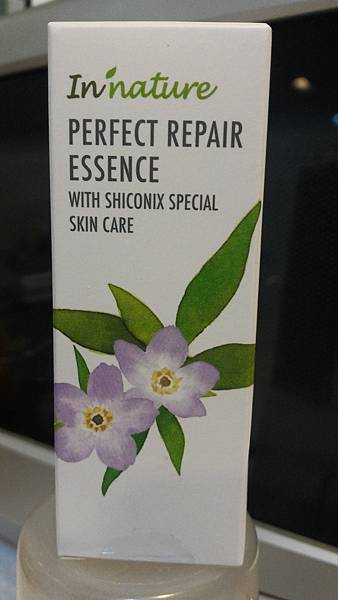 In'nature
PERFECT REPAIR
ESSENCE
WITH SHICONIX SPECIAL
SKIN CARE